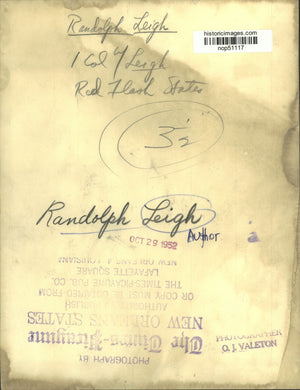 Randolph Leigh
historicimages.com
nop51117
1 Col of Leigh
Red Flash States
3½
Randolph Leigh
Author
OCT 29 1952
PHOTOGRAPH BY
The Times-Picayune
NEW ORLEANS STATES
AUTHORITY TO PUBLISH
OR COPY MUST BE OBTAINED FROM
THE TIMES-PICAYUNE PUB. CO.
LAFAYETTE SQUARE
NEW ORLEANS, LOUISIANA
PHOTOGRAPHER
O. J. VALETON